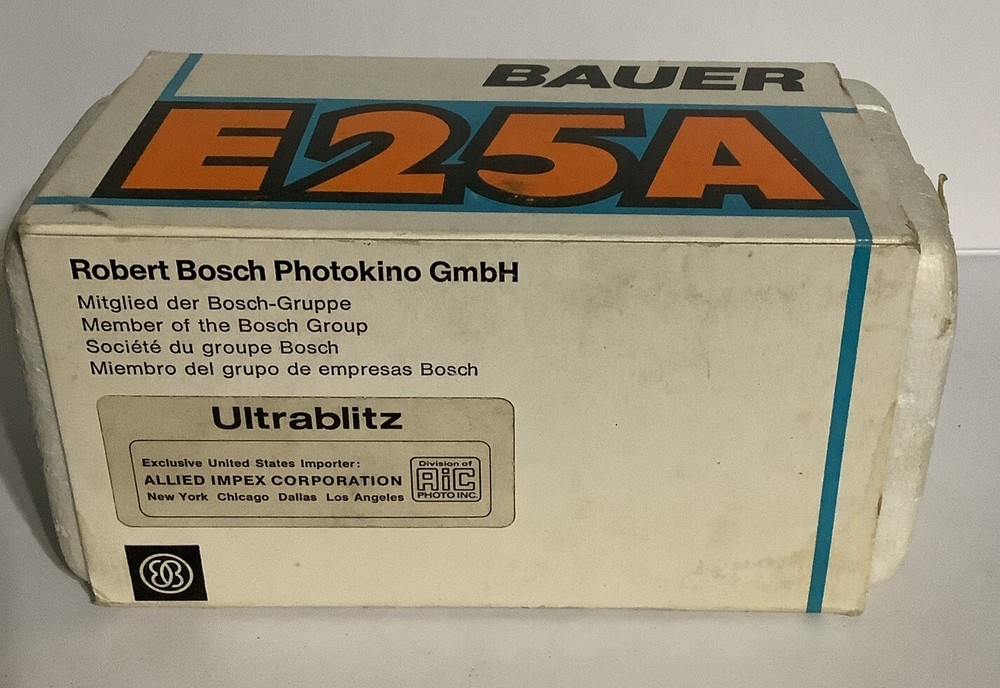 BAUER
E25A
Robert Bosch Photokino GmbH
Mitglied der Bosch-Gruppe
Member of the Bosch Group
Société du groupe Bosch
Miembro del grupo de empresas Bosch
Ultrablitz
Exclusive United States Importer:
ALLIED IMPEX CORPORATION
New York Chicago Dallas Los Angeles
Division of
AiC
PHOTO INC.